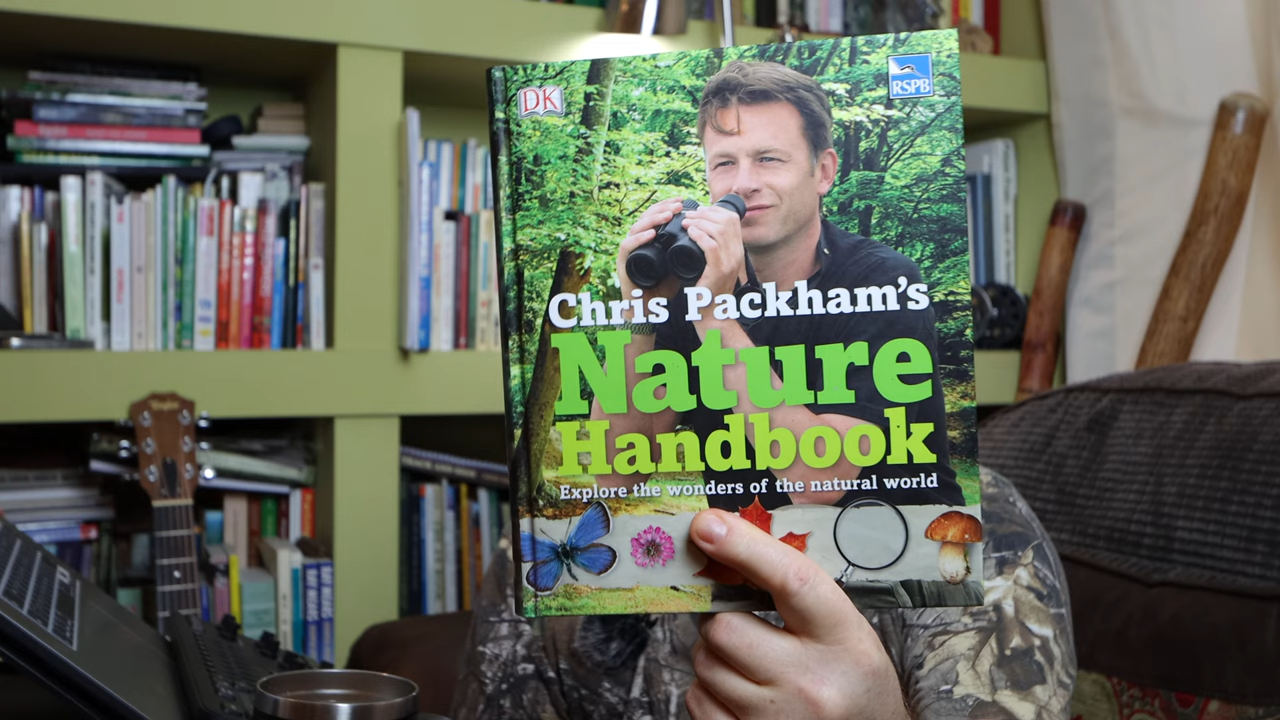 DK
RSPB
Chris Packham's
Nature
Handbook
Explore the wonders of the natural world